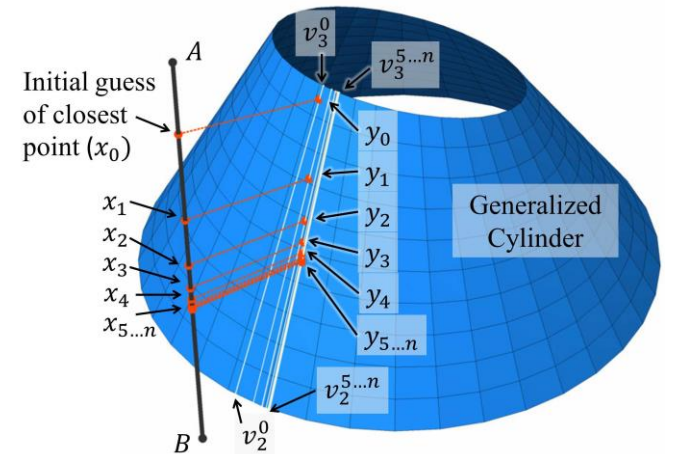 $v_3^0$
$v_3^{5…n}$
A
Initial guess
of closest
point ($x_0$)
$y_0$
$y_1$
$x_1$
$y_2$
Generalized
Cylinder
$x_2$
$y_3$
$x_3$
$y_4$
$x_4$
$x_{5…n}$
$y_{5…n}$
$v_2^{5…n}$
B
$v_2^0$